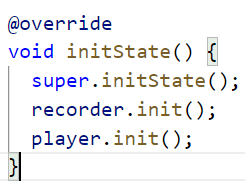 @override
void initState() {
  super.initState();
  recorder.init();
  player.init();
}